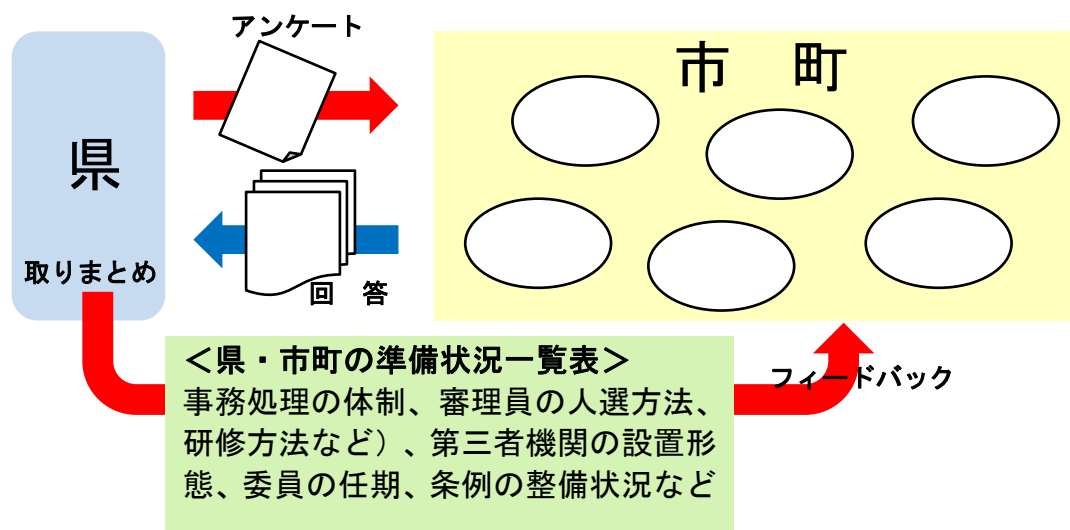 アンケート
市　町
県
取りまとめ
回　答
＜県・市町の準備状況一覧表＞
事務処理の体制、審理員の人選方法、
研修方法など）、第三者機関の設置形
態、委員の任期、条例の整備状況など
フィードバック